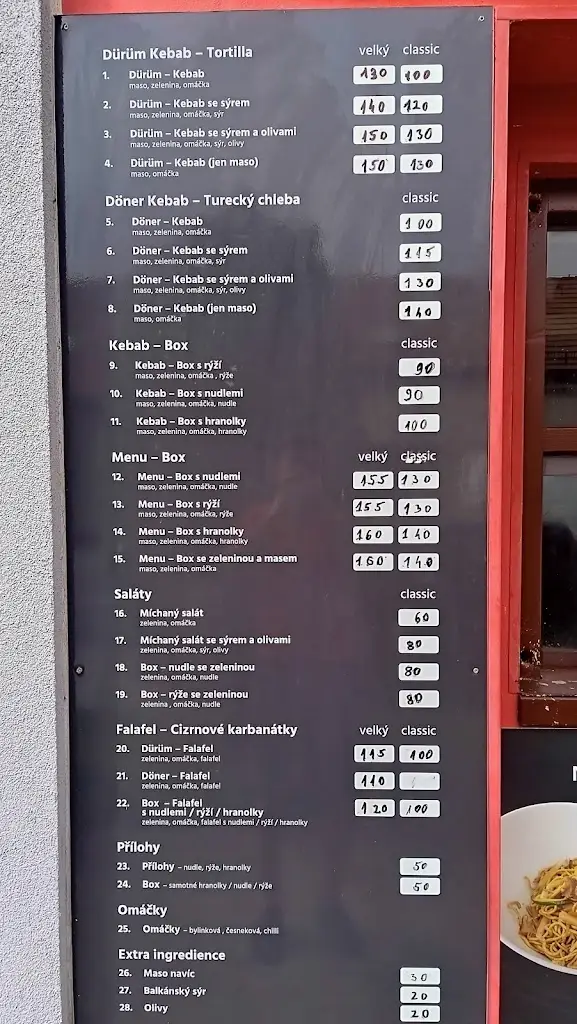 Dürüm Kebab – Tortilla velký classic
1. Dürüm – Kebab 130 100
maso, zelenina, omáčka
2. Dürüm – Kebab se sýrem 140 120
maso, zelenina, omáčka, sýr
3. Dürüm – Kebab se sýrem a olivami 150 130
maso, zelenina, omáčka, sýr, olivy
4. Dürüm – Kebab (jen maso) 150 130
maso, omáčka
Döner Kebab – Turecký chleba classic
5. Döner – Kebab 100
maso, zelenina, omáčka
6. Döner – Kebab se sýrem 115
maso, zelenina, omáčka, sýr
7. Döner – Kebab se sýrem a olivami 130
maso, zelenina, omáčka, sýr, olivy
8. Döner – Kebab (jen maso) 140
maso, omáčka
Kebab – Box classic
9. Kebab – Box s rýží 90
maso, zelenina, omáčka , rýže
10. Kebab – Box s nudlemi 90
maso, zelenina, omáčka, nudle
11. Kebab – Box s hranolky 100
maso, zelenina, omáčka, hranolky
Menu – Box velký classic
12. Menu – Box s nudlemi 155 130
maso, zelenina, omáčka, nudle
13. Menu – Box s rýží 155 130
maso, zelenina, omáčka, rýže
14. Menu – Box s hranolky 160 140
maso, zelenina, omáčka, hranolky
15. Menu – Box se zeleninou a masem 160 140
maso, zelenina, omáčka
Saláty classic
16. Míchaný salát 60
zelenina, omáčka
17. Míchaný salát se sýrem a olivami 80
zelenina, omáčka, sýr, olivy
18. Box – nudle se zeleninou 80
zelenina, omáčka, nudle
19. Box – rýže se zeleninou 80
zelenina , omáčka, nudle
Falafel – Cizrnové karbanátky velký classic
20. Dürüm – Falafel 115 100
zelenina, omáčka, falafel
21. Döner – Falafel 110
zelenina, omáčka, falafel
22. Box – Falafel 120 100
s nudlemi / rýží / hranolky
zelenina, omáčka, falafel s nudlemi / rýží / hranolky
Přílohy
23. Přílohy – nudle, rýže, hranolky 50
24. Box – samotné hranolky / nudle / rýže 50
Omáčky
25. Omáčky – bylinková , česneková, chilli
Extra ingredience
26. Maso navíc 30
27. Balkánský sýr 20
28. Olivy 20